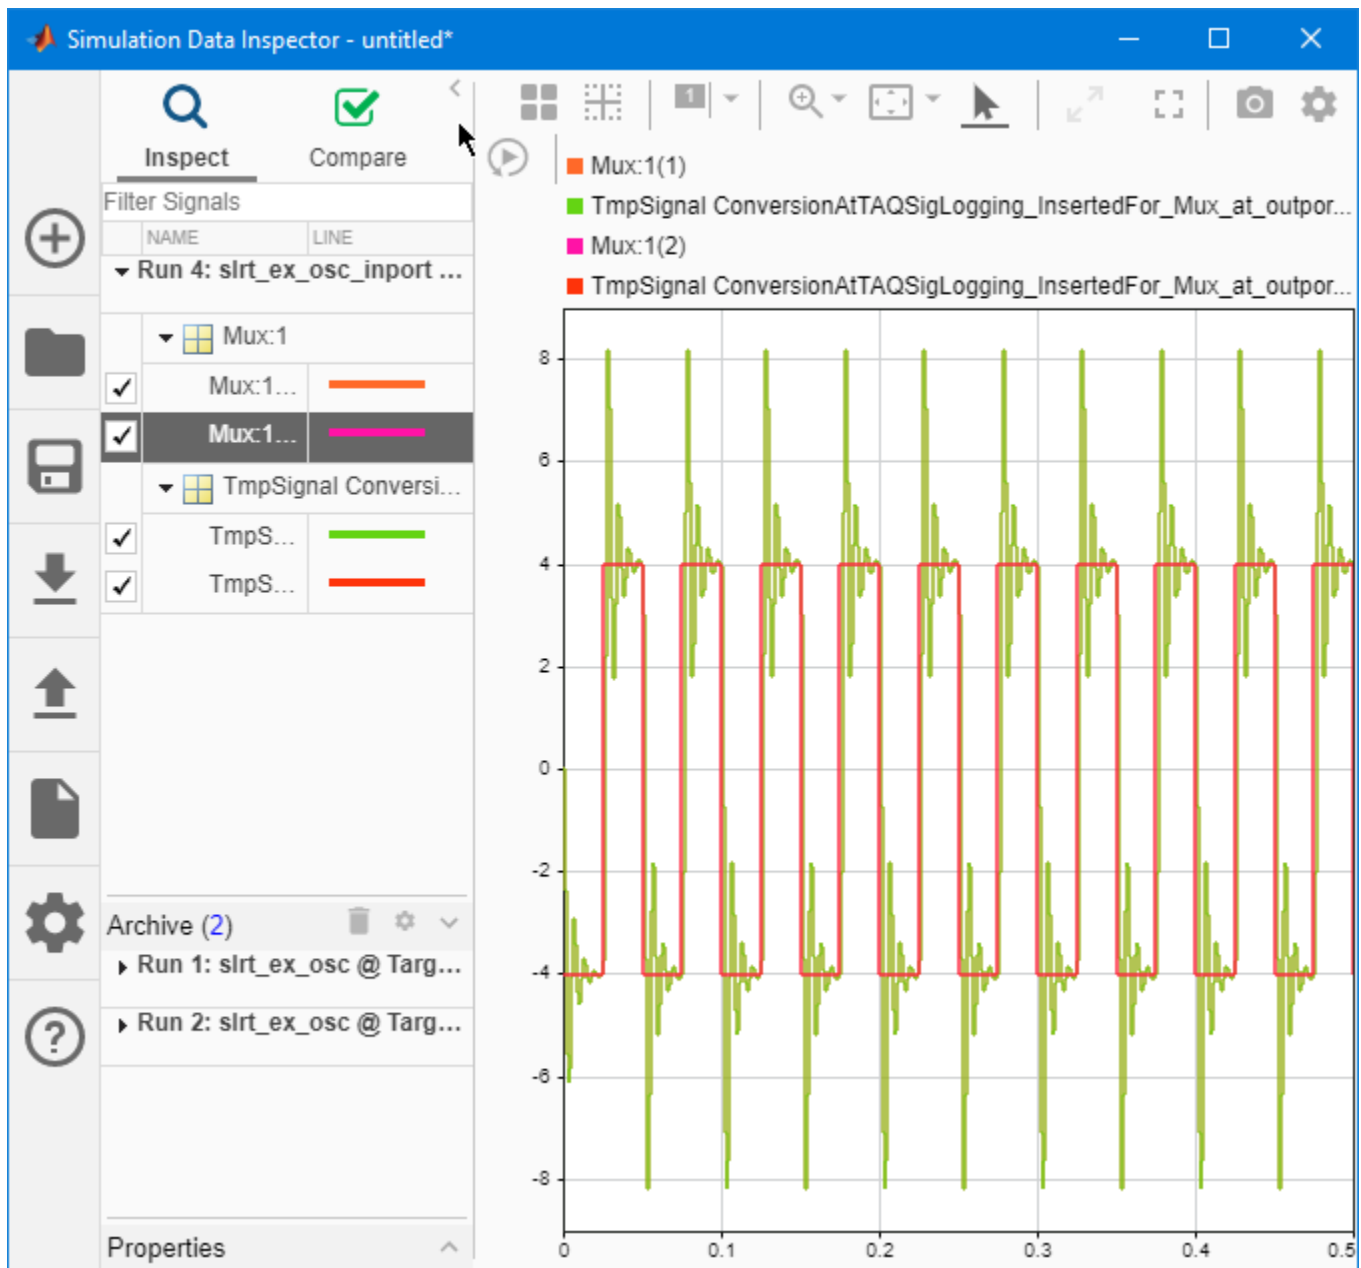 Simulation Data Inspector - untitled*
Inspect
Compare
Filter Signals
NAME
LINE
Run 4: slrt_ex_osc_inport ...
Mux:1
Mux:1...
Mux:1...
TmpSignal Conversi...
TmpS...
TmpS...
Archive (2)
Run 1: slrt_ex_osc @ Targ...
Run 2: slrt_ex_osc @ Targ...
Properties
1
Mux:1(1)
TmpSignal ConversionAtTAQSigLogging_InsertedFor_Mux_at_outpor...
Mux:1(2)
TmpSignal ConversionAtTAQSigLogging_InsertedFor_Mux_at_outpor...
8
6
4
2
0
-2
-4
-6
-8
0 0.1 0.2 0.3 0.4 0.5